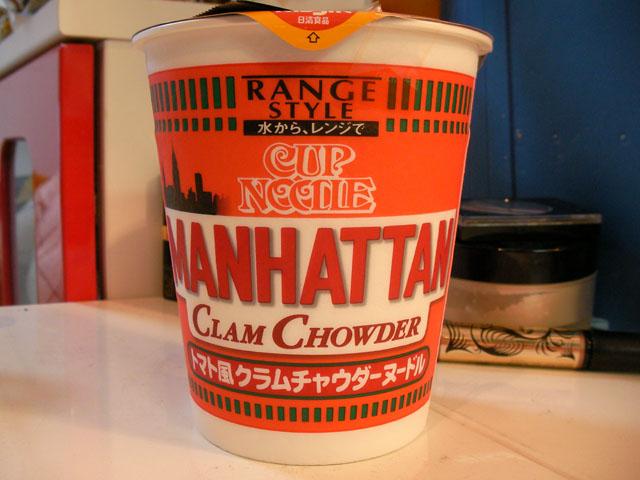 日清食品
RANGE
STYLE
水から、レンジで
CUP
NOODLE
MANHATTAN
CLAM CHOWDER
トマト風クラムチャウダーヌードル